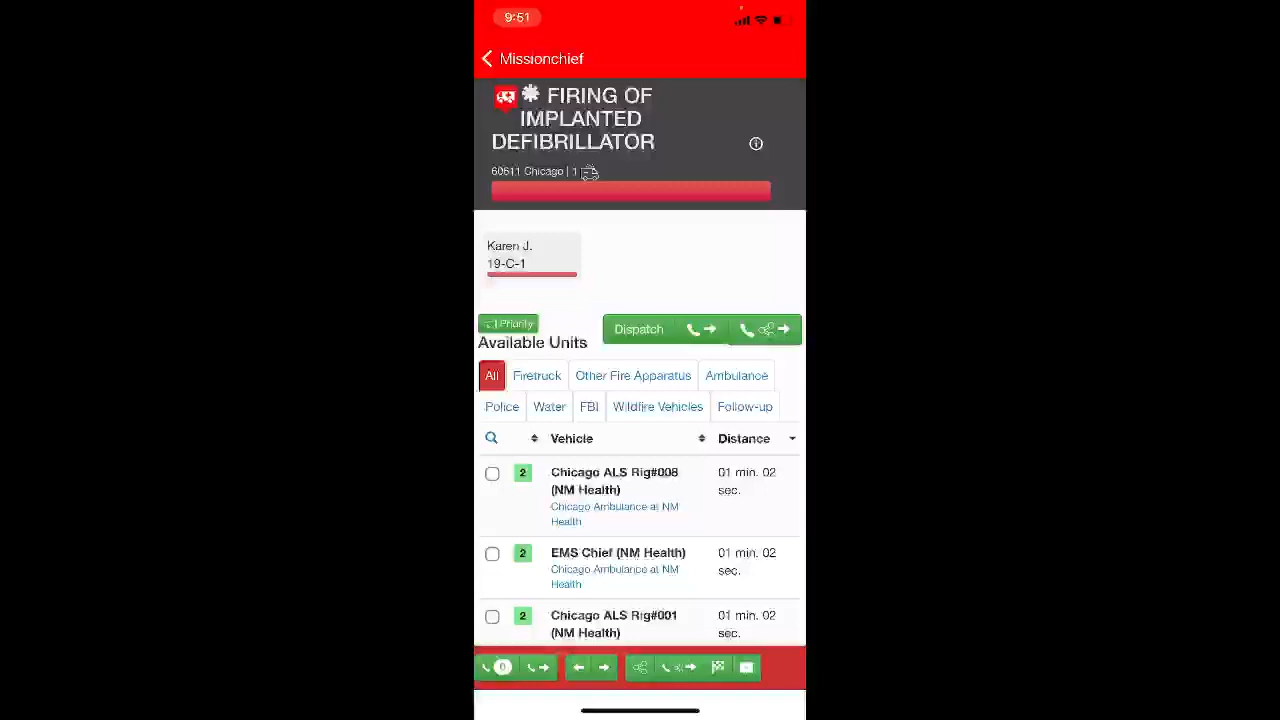 9:51
Missionchief
FIRING OF
IMPLANTED
DEFIBRILLATOR
60611 Chicago | 1
Karen J.
19-C-1
Priority
Dispatch
Available Units
All Firetruck Other Fire Apparatus Ambulance
Police Water FBI Wildfire Vehicles Follow-up
Vehicle Distance
2 Chicago ALS Rig#008 01 min. 02
(NM Health) sec.
Chicago Ambulance at NM
Health
2 EMS Chief (NM Health) 01 min. 02
Chicago Ambulance at NM sec.
Health
2 Chicago ALS Rig#001 01 min. 02
(NM Health) sec.
0